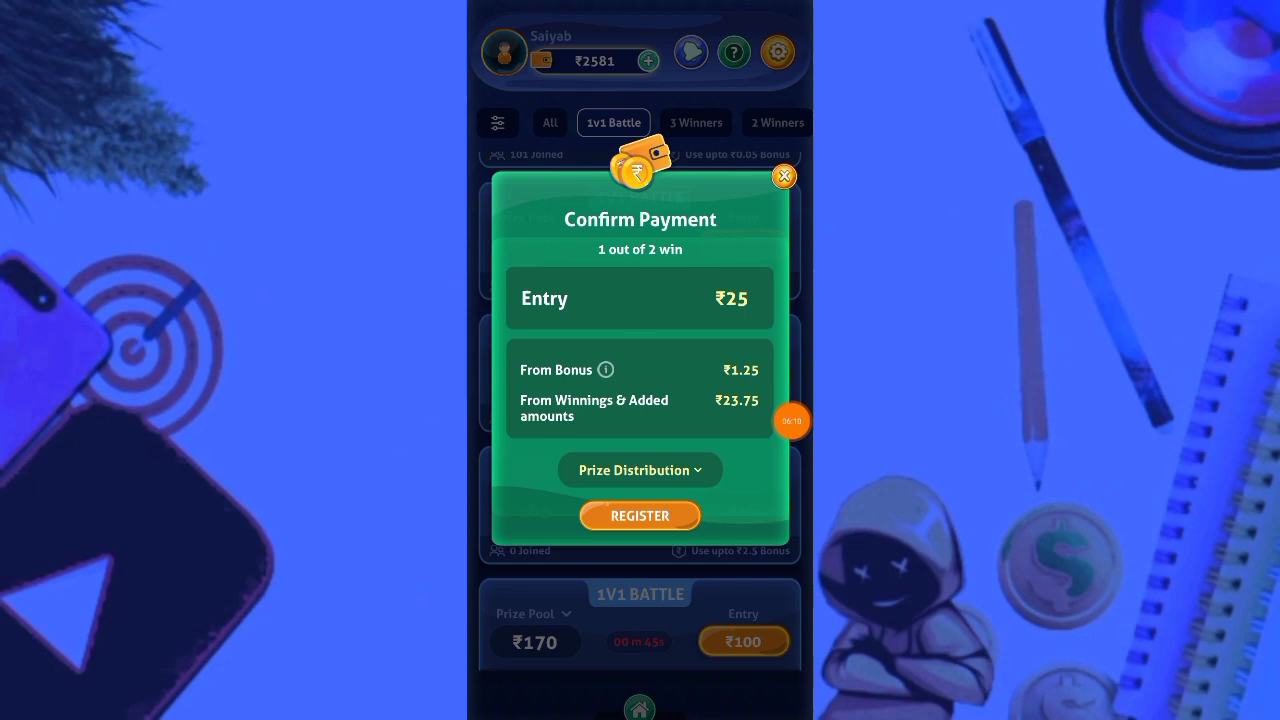 Saiyab
₹2581
?
All
1v1 Battle
3 Winners
2 Winners
101 Joined
Use upto ₹0.05 Bonus
Confirm Payment
1 out of 2 win
Entry
₹25
From Bonus
₹1.25
From Winnings & Added
amounts
₹23.75
06:10
Prize Distribution
REGISTER
0 Joined
Use upto ₹2.5 Bonus
1V1 BATTLE
Prize Pool
Entry
₹170
00 m 45s
₹100